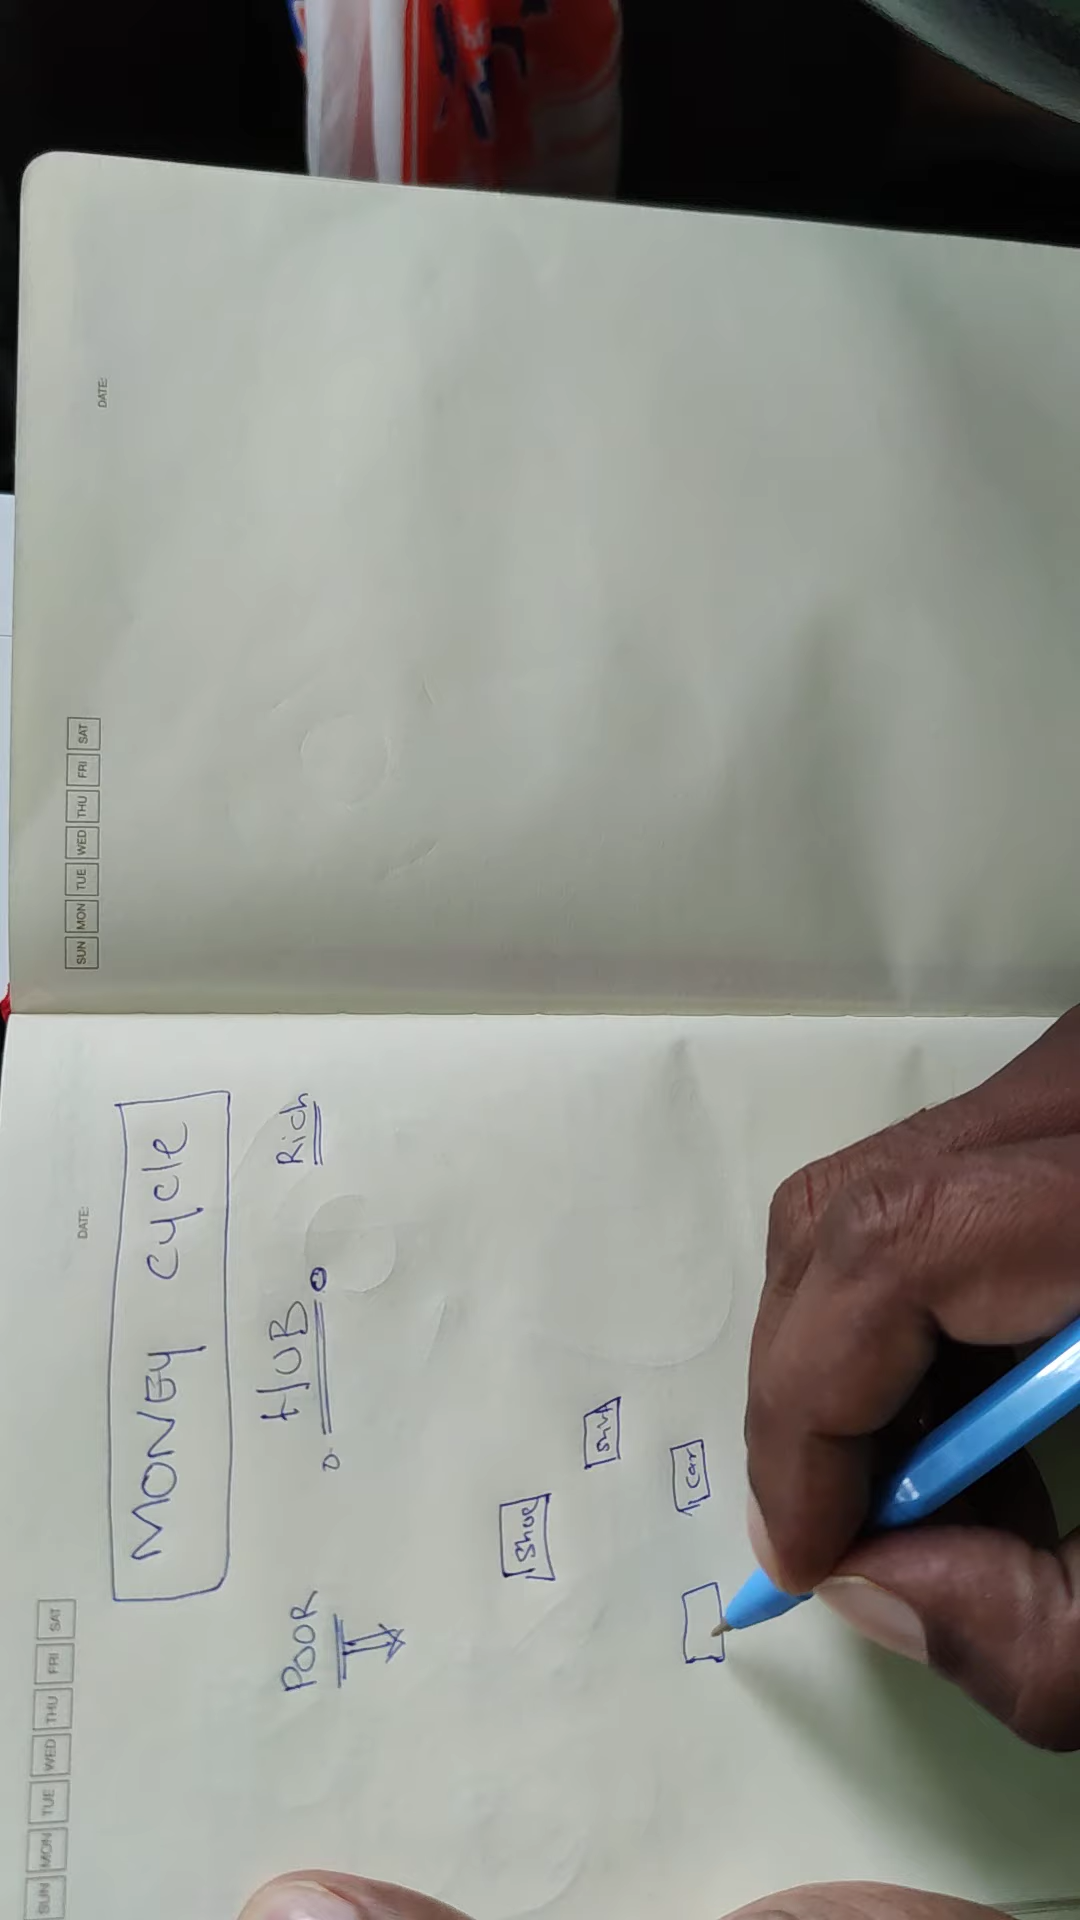 SUN MON TUE WED THU FRI SAT
DATE:
MONEY cycle
POOR HUB Rich
Shoe
Shirt
Car
SUN MON TUE WED THU FRI SAT
DATE: